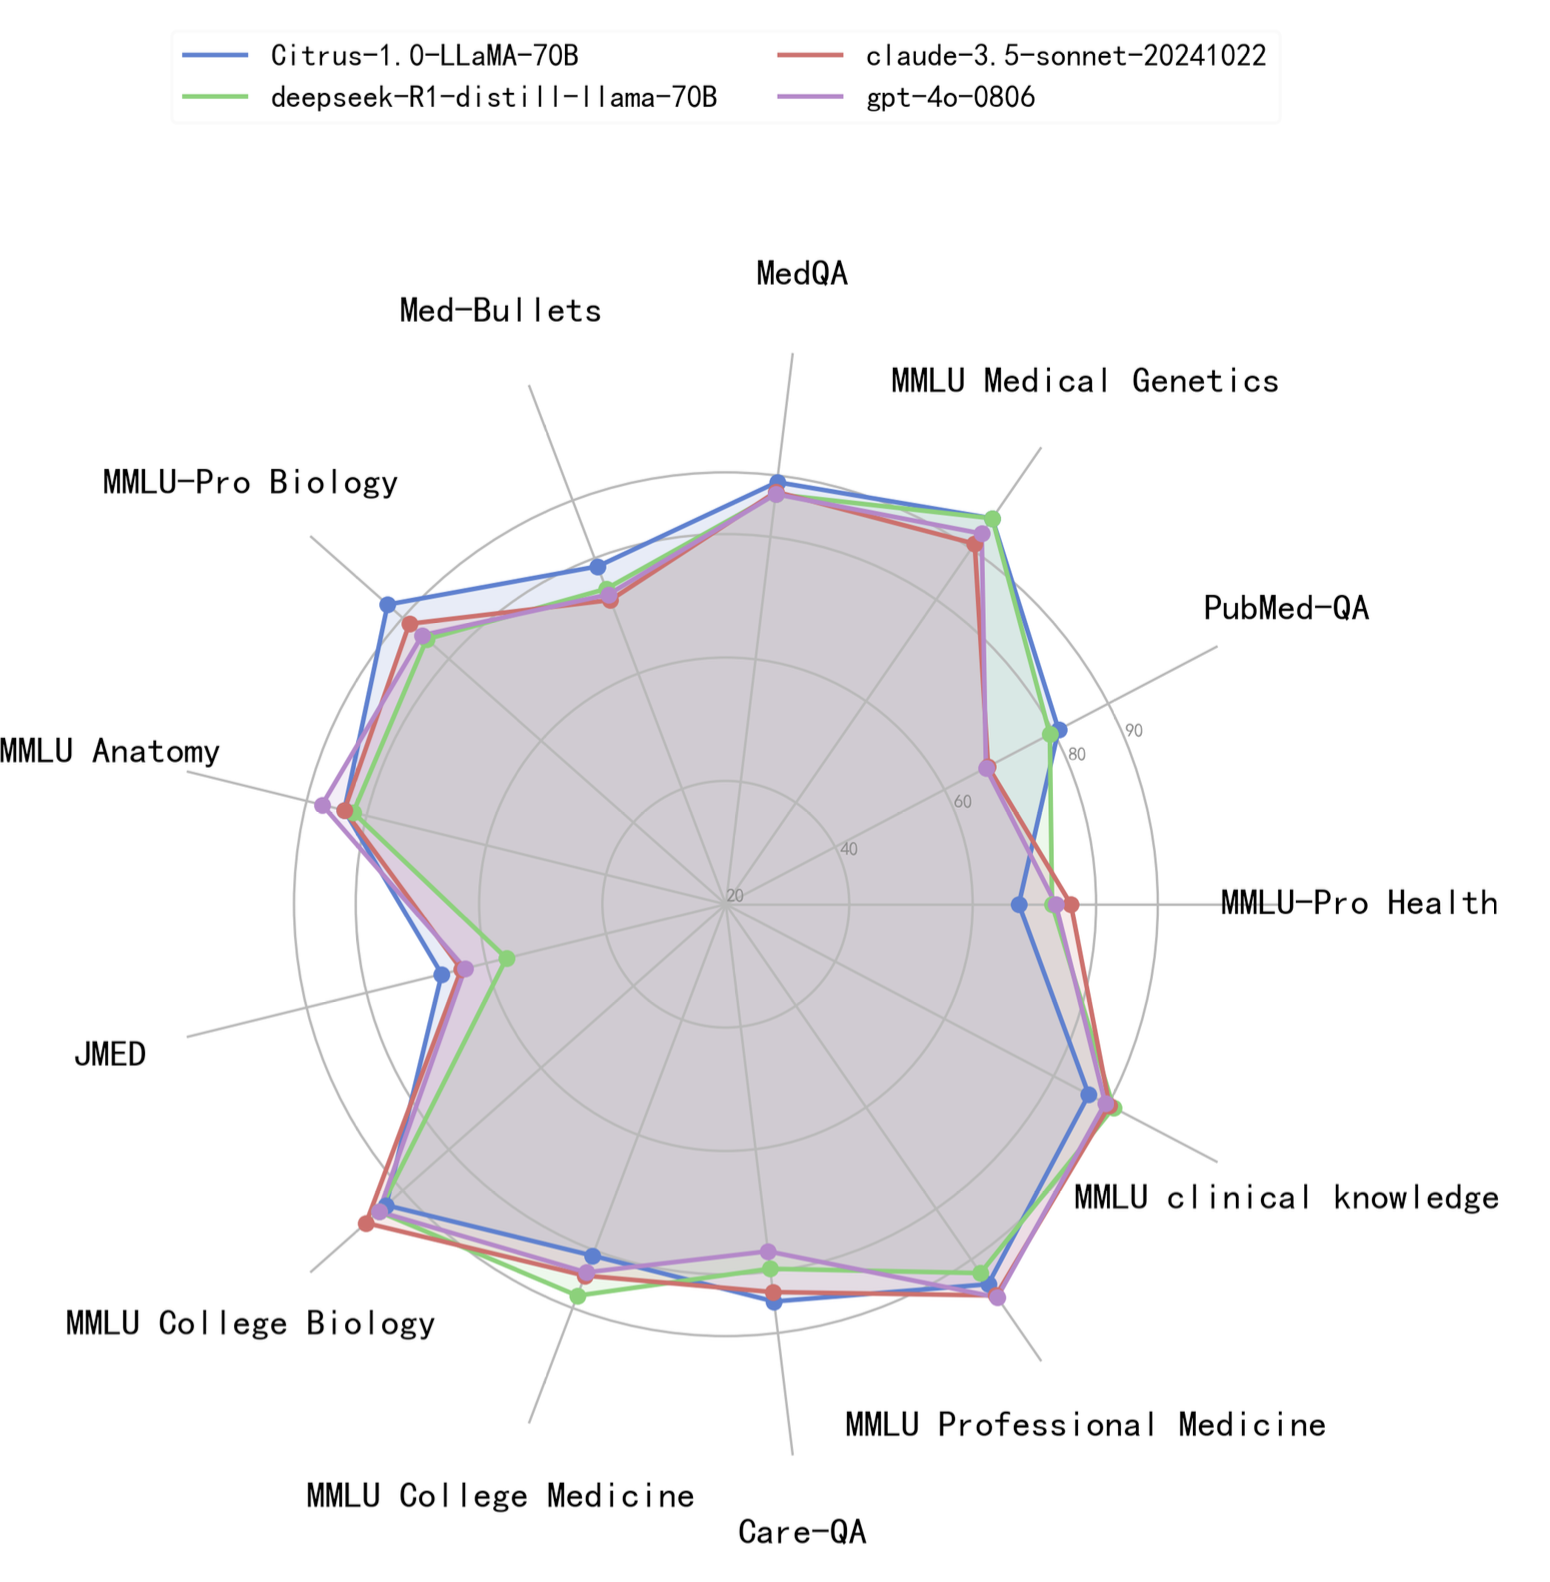 Citrus-1.0-LLaMA-70B
claude-3.5-sonnet-20241022
deepseek-R1-distill-llama-70B
gpt-4o-0806
MedQA
Med-Bullets
MMLU Medical Genetics
MMLU-Pro Biology
PubMed-QA
90
MMLU Anatomy
80
60
40
20
MMLU-Pro Health
JMED
MMLU clinical knowledge
MMLU College Biology
MMLU Professional Medicine
MMLU College Medicine
Care-QA